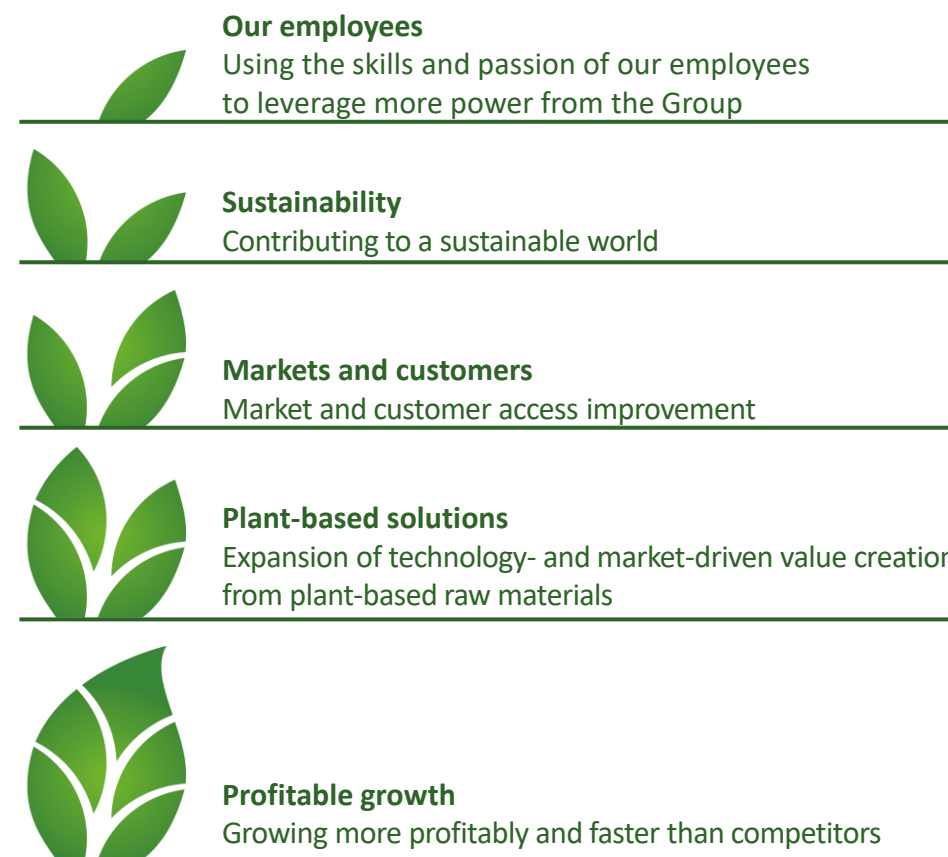 Our employees
Using the skills and passion of our employees
to leverage more power from the Group
Sustainability
Contributing to a sustainable world
Markets and customers
Market and customer access improvement
Plant-based solutions
Expansion of technology- and market-driven value creation
from plant-based raw materials
Profitable growth
Growing more profitably and faster than competitors